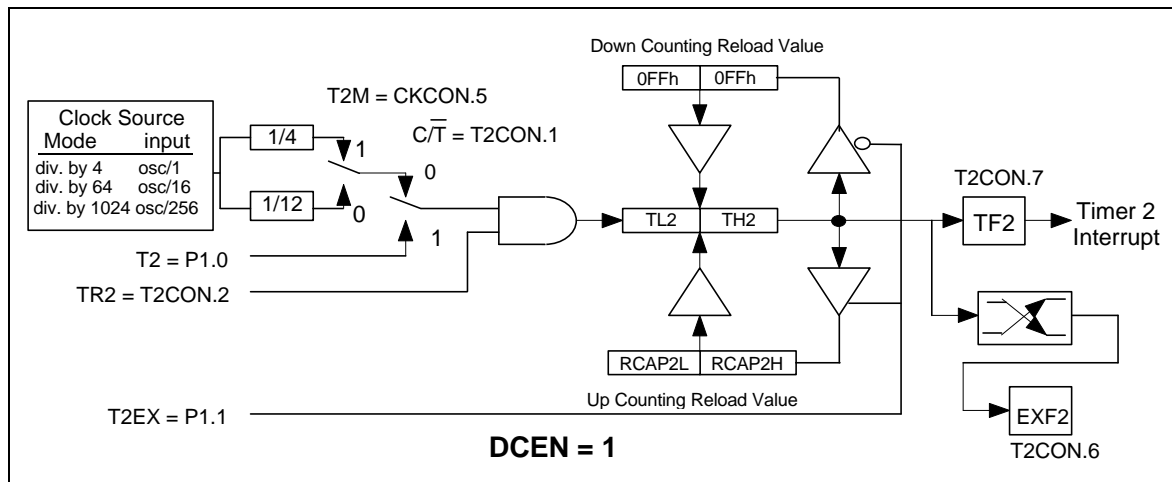 Down Counting Reload Value
0FFh 0FFh
T2M = CKCON.5
Clock Source
Mode input
div. by 4 osc/1
div. by 64 osc/16
div. by 1024 osc/256
1/4
1/12
1
0
C/T̅ = T2CON.1
0
1
T2 = P1.0
TR2 = T2CON.2
TL2 TH2
T2CON.7
TF2
Timer 2
Interrupt
RCAP2L RCAP2H
Up Counting Reload Value
T2EX = P1.1
EXF2
T2CON.6
DCEN = 1